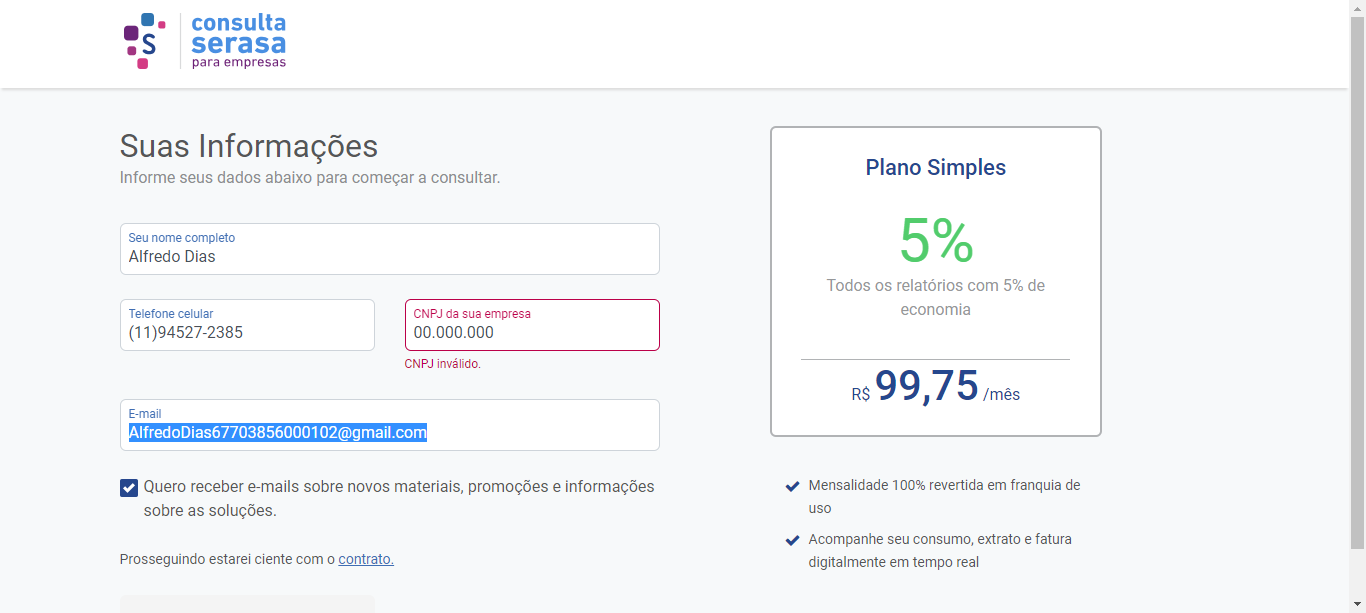 S
consulta
serasa
para empresas
Suas Informações
Informe seus dados abaixo para começar a consultar.
Seu nome completo
Alfredo Dias
Telefone celular
(11)94527-2385
CNPJ da sua empresa
00.000.000
CNPJ inválido.
E-mail
AlfredoDias67703856000102@gmail.com
Quero receber e-mails sobre novos materiais, promoções e informações
sobre as soluções.
Prosseguindo estarei ciente com o contrato.
Plano Simples
5%
Todos os relatórios com 5% de
economia
R$ 99,75 /mês
Mensalidade 100% revertida em franquia de
uso
Acompanhe seu consumo, extrato e fatura
digitalmente em tempo real